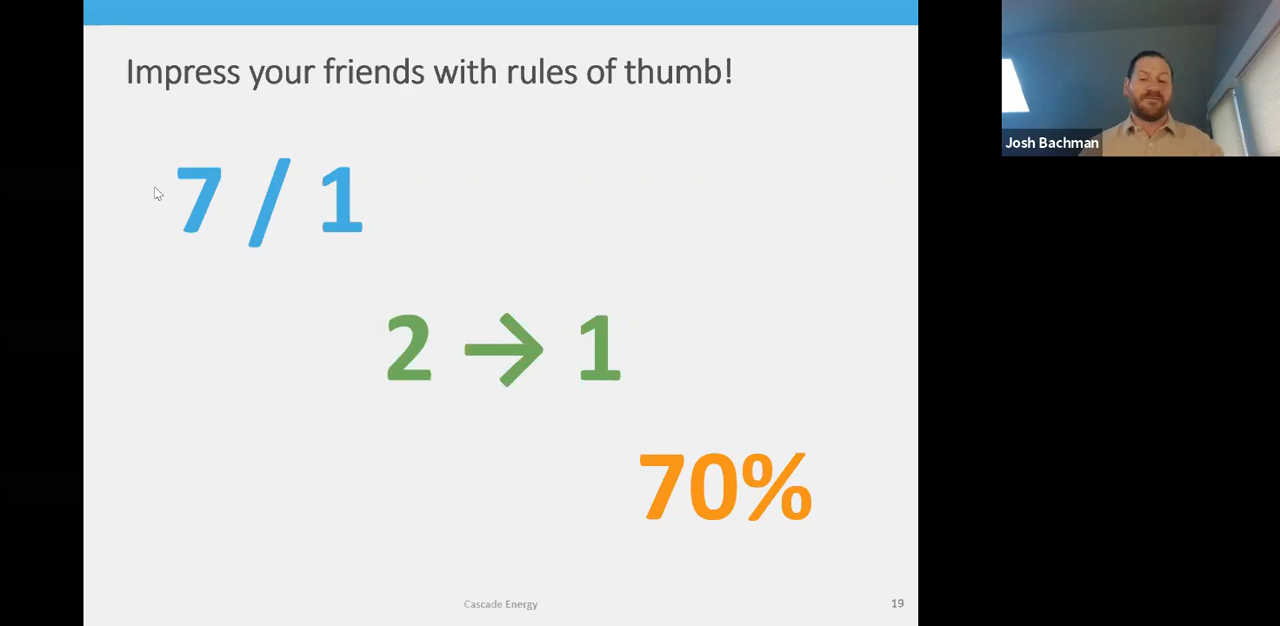 Impress your friends with rules of thumb!
Josh Bachman
7 / 1
2 → 1
70%
Cascade Energy
19